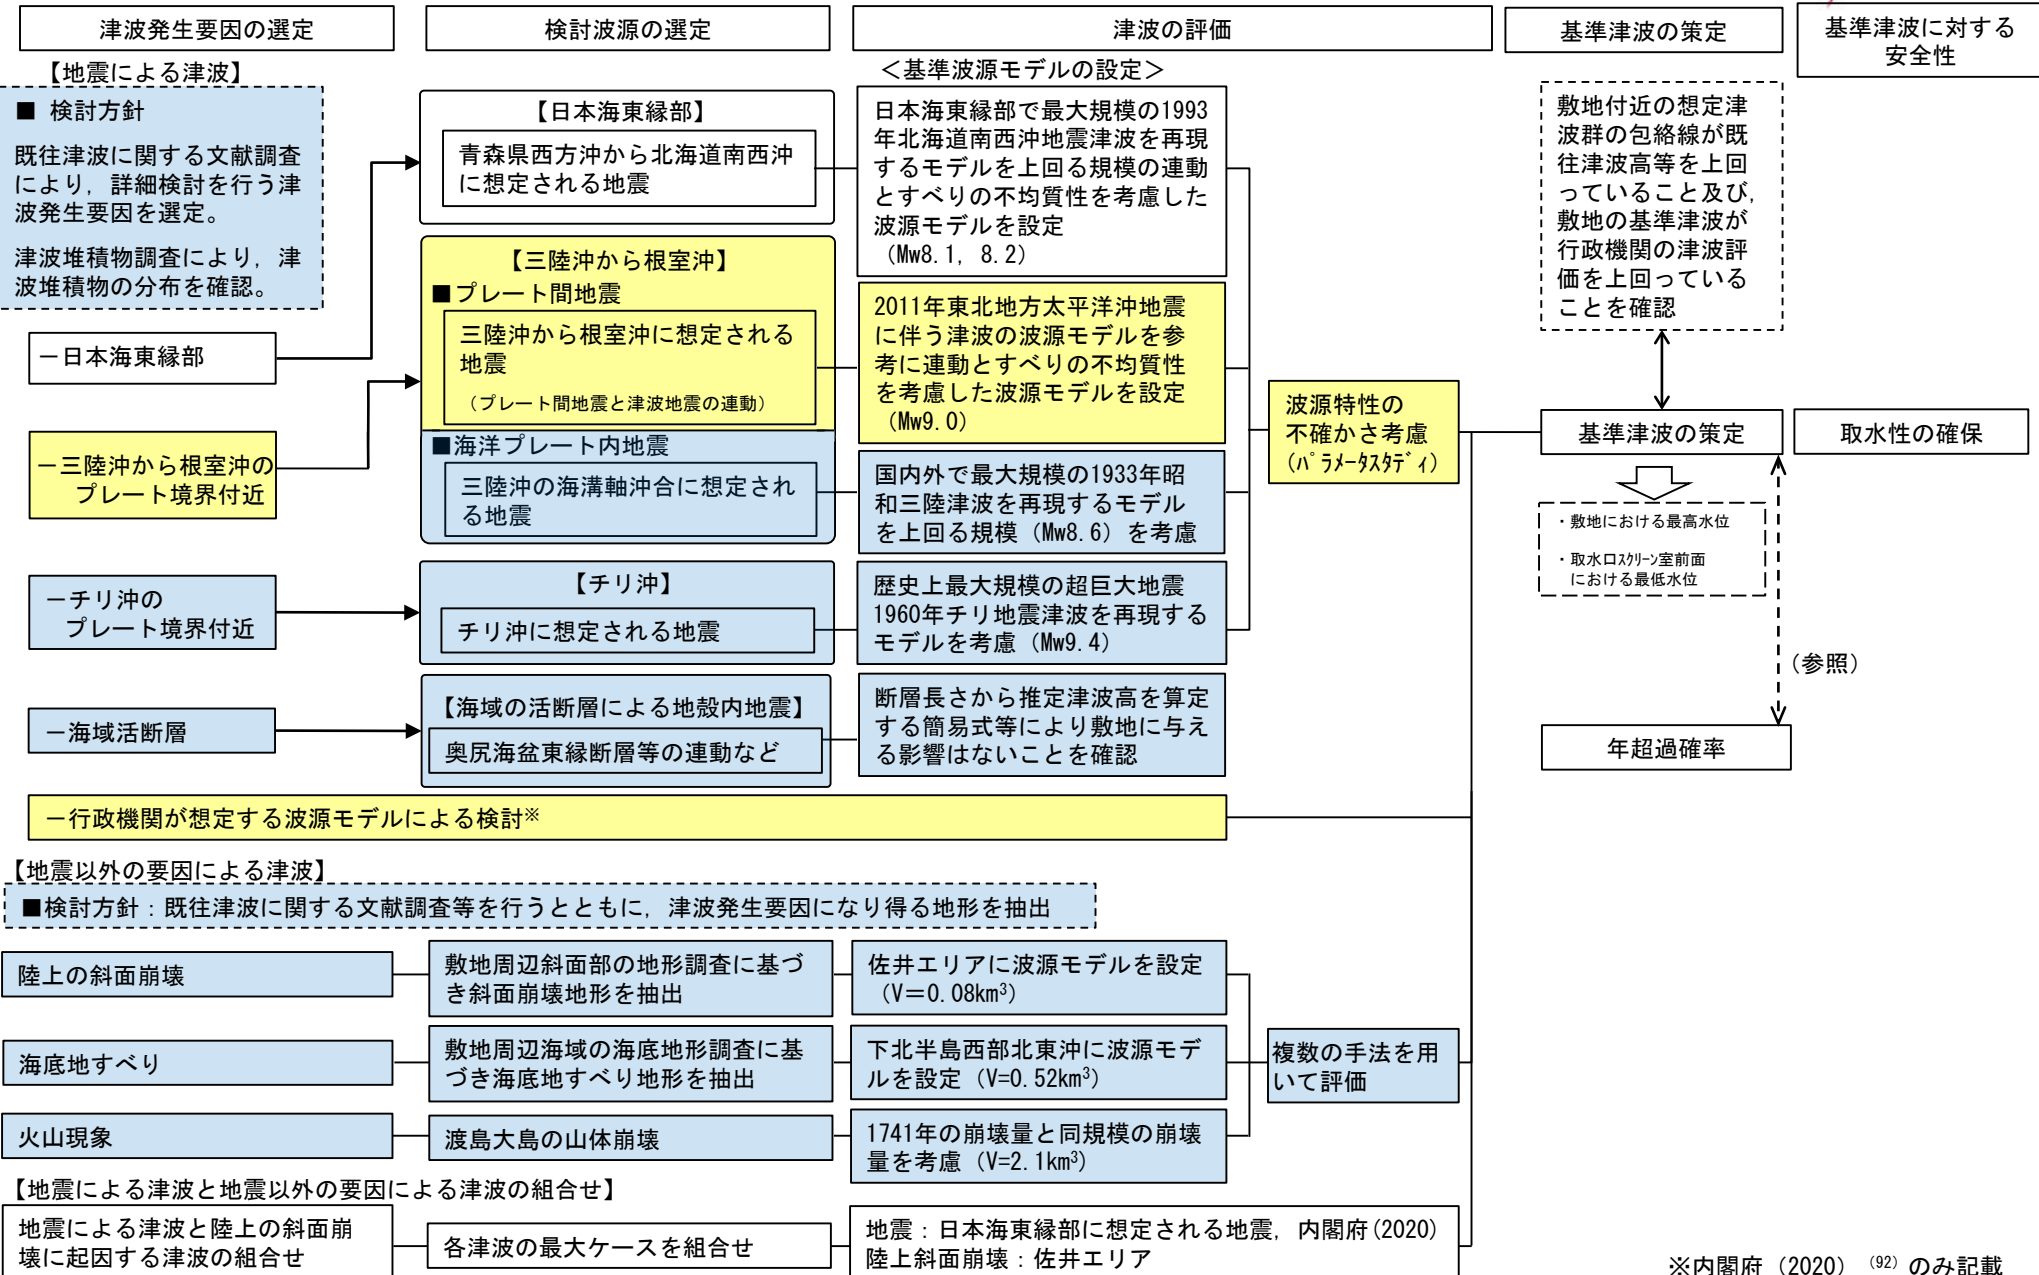 津波発生要因の選定
検討波源の選定
津波の評価
基準津波の策定
基準津波に対する
安全性
【地震による津波】
■ 検討方針
既往津波に関する文献調査
により，詳細検討を行う津
波発生要因を選定。
津波堆積物調査により，津
波堆積物の分布を確認。
－日本海東縁部
－三陸沖から根室沖の
プレート境界付近
－チリ沖の
プレート境界付近
－海域活断層
【日本海東縁部】
青森県西方沖から北海道南西沖
に想定される地震
【三陸沖から根室沖】
■プレート間地震
三陸沖から根室沖に想定される
地震
（プレート間地震と津波地震の連動）
■海洋プレート内地震
三陸沖の海溝軸沖合に想定され
る地震
【チリ沖】
チリ沖に想定される地震
【海域の活断層による地殻内地震】
奥尻海盆東縁断層等の連動など
＜基準波源モデルの設定＞
日本海東縁部で最大規模の1993
年北海道南西沖地震津波を再現
するモデルを上回る規模の連動
とすべりの不均質性を考慮した
波源モデルを設定
（Mw8.1, 8.2）
2011年東北地方太平洋沖地震
に伴う津波の波源モデルを参
考に連動とすべりの不均質性
を考慮した波源モデルを設定
（Mw9.0）
国内外で最大規模の1933年昭
和三陸津波を再現するモデル
を上回る規模（Mw8.6）を考慮
歴史上最大規模の超巨大地震
1960年チリ地震津波を再現する
モデルを考慮（Mw9.4）
断層長さから推定津波高を算定
する簡易式等により敷地に与え
る影響はないことを確認
波源特性の
不確かさ考慮
（ﾊﾟﾗﾒｰﾀｽﾀﾃﾞｨ）
敷地付近の想定津
波群の包絡線が既
往津波高等を上回
っていること及び，
敷地の基準津波が
行政機関の津波評
価を上回っている
ことを確認
基準津波の策定
取水性の確保
・敷地における最高水位
・取水口ｽｸﾘｰﾝ室前面
における最低水位
（参照）
年超過確率
－行政機関が想定する波源モデルによる検討※
【地震以外の要因による津波】
■検討方針：既往津波に関する文献調査等を行うとともに，津波発生要因になり得る地形を抽出
陸上の斜面崩壊
敷地周辺斜面部の地形調査に基づ
き斜面崩壊地形を抽出
佐井エリアに波源モデルを設定
（V＝0.08km³）
海底地すべり
敷地周辺海域の海底地形調査に基
づき海底地すべり地形を抽出
下北半島西部北東沖に波源モデ
ルを設定（V=0.52km³）
火山現象
渡島大島の山体崩壊
1741年の崩壊量と同規模の崩壊
量を考慮（V=2.1km³）
複数の手法を用
いて評価
【地震による津波と地震以外の要因による津波の組合せ】
地震による津波と陸上の斜面崩
壊に起因する津波の組合せ
各津波の最大ケースを組合せ
地震：日本海東縁部に想定される地震，内閣府(2020)
陸上斜面崩壊：佐井エリア
※内閣府（2020）⁽⁹²⁾のみ記載